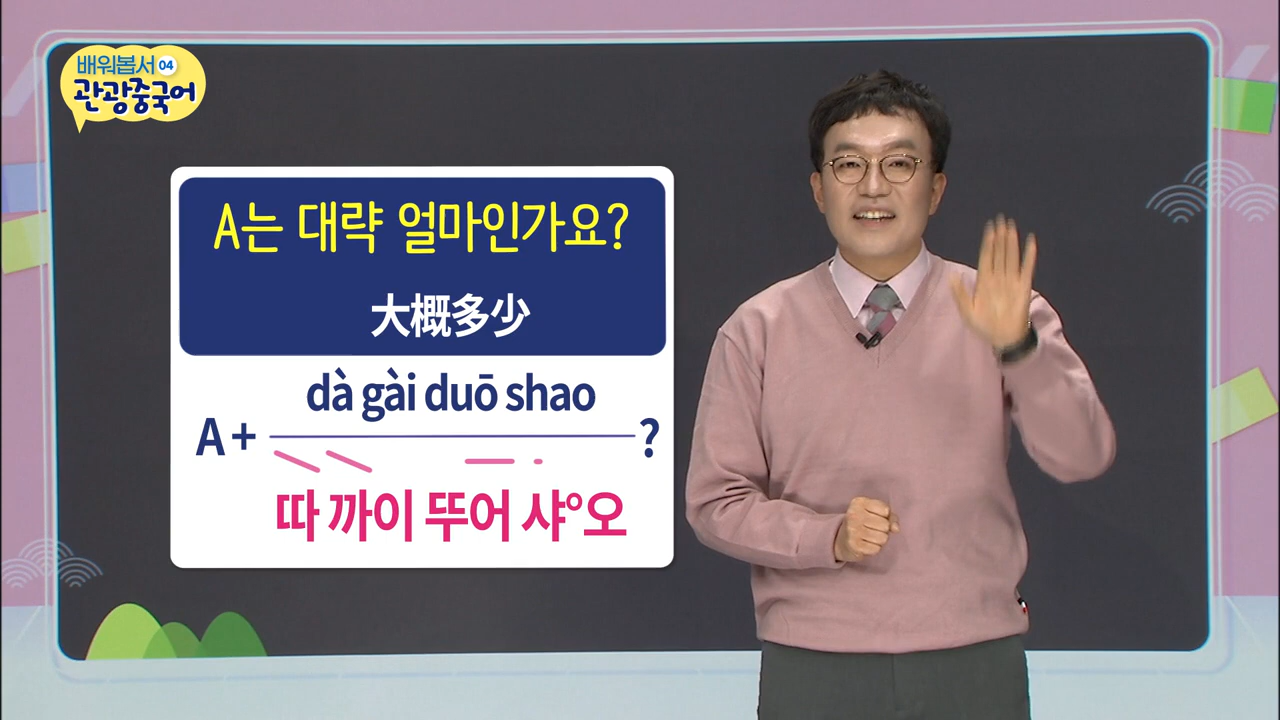 배워봅서 04
관광중국어
A는 대략 얼마인가요?
大概多少
dà gài duō shao
A + ?
따 까이 뚜어 샤°오